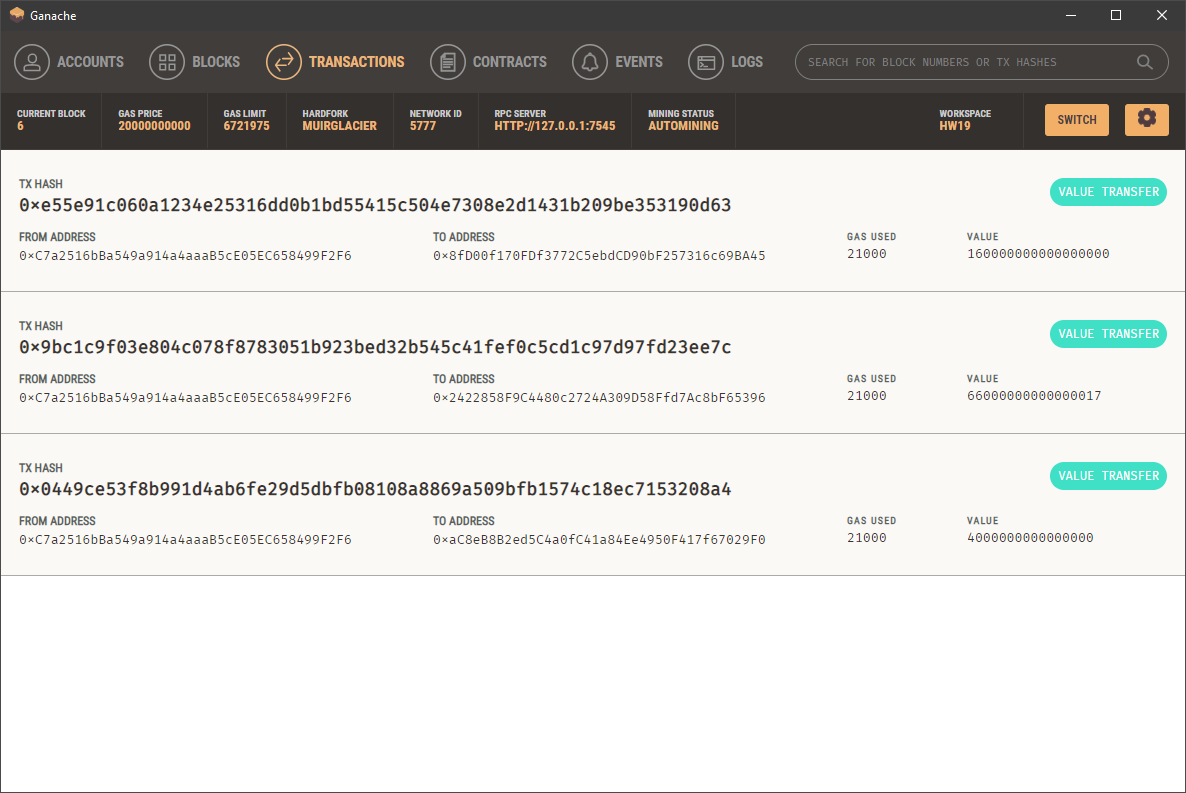 Ganache
ACCOUNTS BLOCKS TRANSACTIONS CONTRACTS EVENTS LOGS SEARCH FOR BLOCK NUMBERS OR TX HASHES
CURRENT BLOCK GAS PRICE GAS LIMIT HARDFORK NETWORK ID RPC SERVER MINING STATUS WORKSPACE
6 20000000000 6721975 MUIRGLACIER 5777 HTTP://127.0.0.1:7545 AUTOMINING HW19 SWITCH
TX HASH
0×e55e91c060a1234e25316dd0b1bd55415c504e7308e2d1431b209be353190d63 VALUE TRANSFER
FROM ADDRESS TO ADDRESS GAS USED VALUE
0×C7a2516bBa549a914a4aaaB5cE05EC658499F2F6 0×8fD00f170FDf3772C5ebdCD90bF257316c69BA45 21000 160000000000000000
TX HASH
0×9bc1c9f03e804c078f8783051b923bed32b545c41fef0c5cd1c97d97fd23ee7c VALUE TRANSFER
FROM ADDRESS TO ADDRESS GAS USED VALUE
0×C7a2516bBa549a914a4aaaB5cE05EC658499F2F6 0×2422858F9C4480c2724A309D58Ffd7Ac8bF65396 21000 66000000000000017
TX HASH
0×0449ce53f8b991d4ab6fe29d5dbfb08108a8869a509bfb1574c18ec7153208a4 VALUE TRANSFER
FROM ADDRESS TO ADDRESS GAS USED VALUE
0×C7a2516bBa549a914a4aaaB5cE05EC658499F2F6 0×aC8eB8B2ed5C4a0fC41a84Ee4950F417f67029F0 21000 4000000000000000